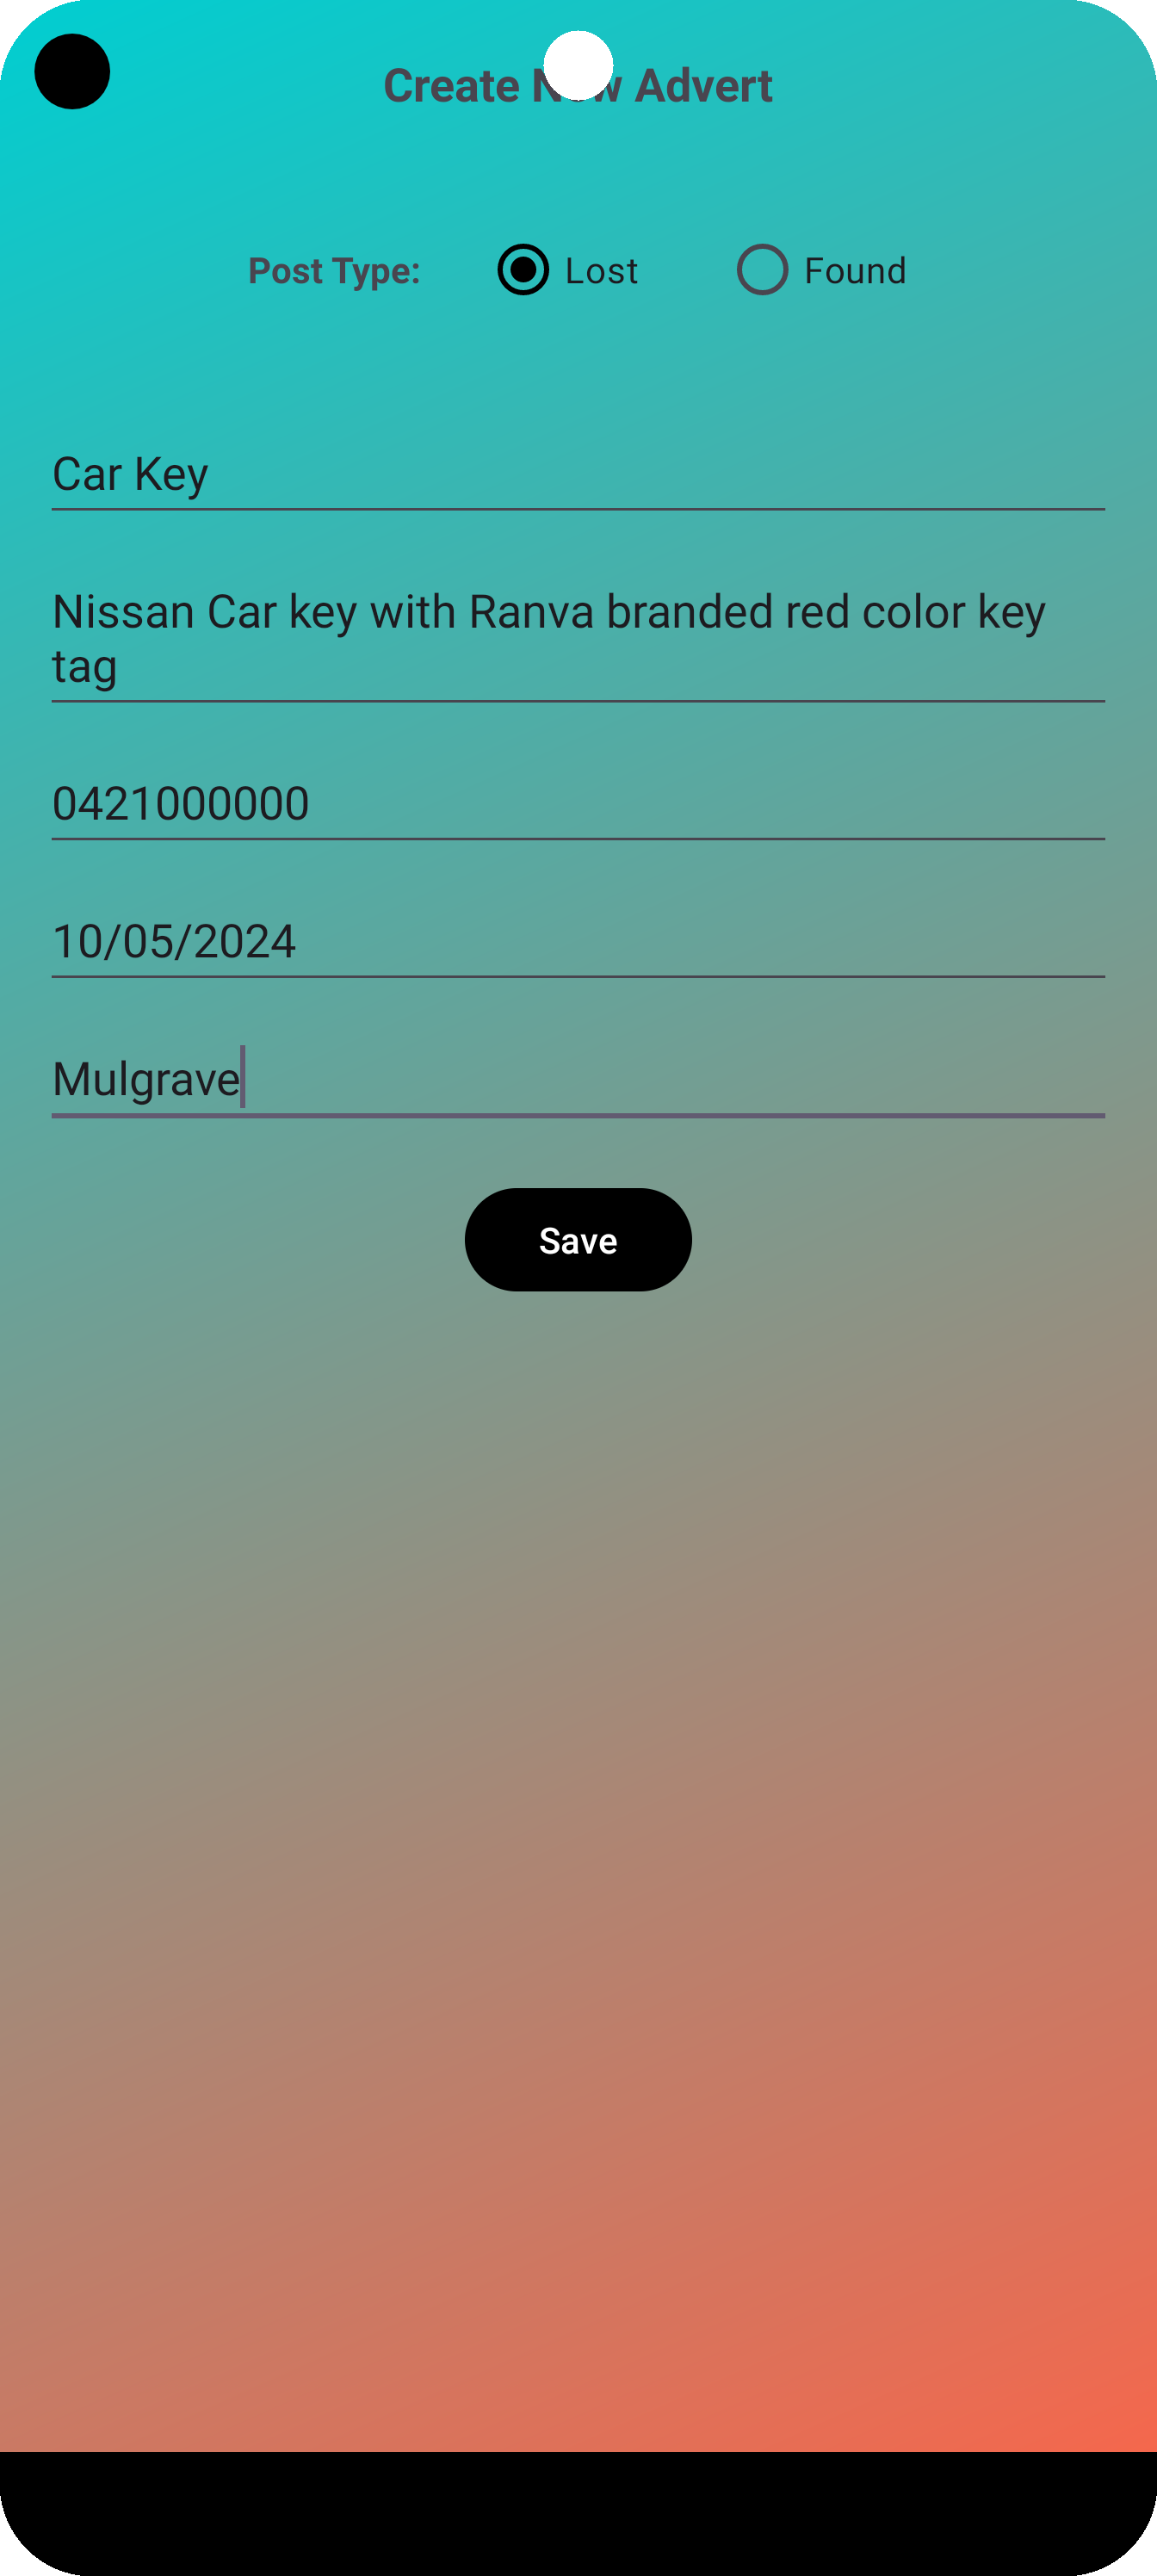 Create Advert
Post Type:
Lost
Found
Car Key
Nissan Car key with Ranva branded red color key
tag
0421000000
10/05/2024
Mulgrave
Save